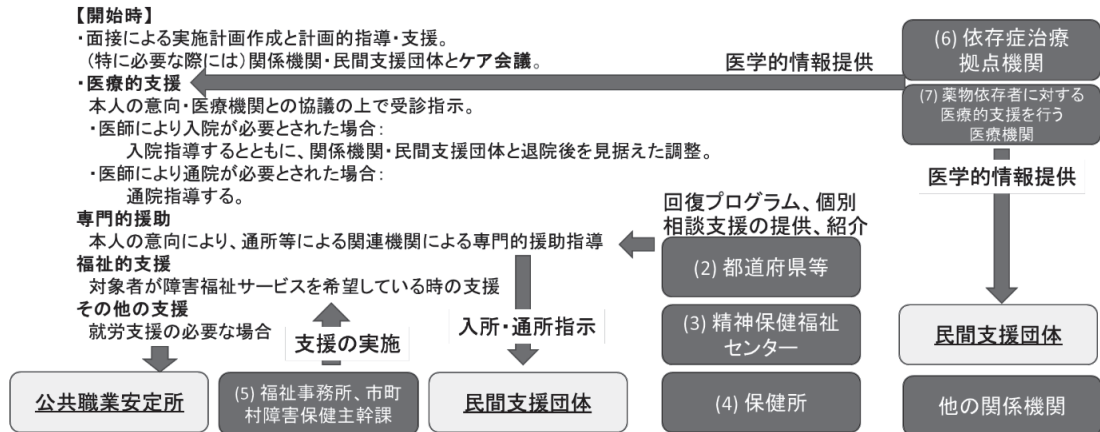 【開始時】
・面接による実施計画作成と計画的指導・支援。
(特に必要な際には)関係機関・民間支援団体とケア会議。
・医療的支援
本人の意向・医療機関との協議の上で受診指示。
・医師により入院が必要とされた場合:
入院指導するとともに、関係機関・民間支援団体と退院後を見据えた調整。
・医師により通院が必要とされた場合:
通院指導する。
専門的援助
本人の意向により、通所等による関連機関による専門的援助指導
福祉的支援
対象者が障害福祉サービスを希望している時の支援
その他の支援
就労支援の必要な場合
医学的情報提供
(6) 依存症治療
拠点機関
(7) 薬物依存者に対する
医療的支援を行う
医療機関
医学的情報提供
回復プログラム、個別
相談支援の提供、紹介
(2) 都道府県等
(3) 精神保健福祉
センター
(4) 保健所
支援の実施
入所・通所指示
公共職業安定所
(5) 福祉事務所、市町
村障害保健主幹課
民間支援団体
民間支援団体
他の関係機関